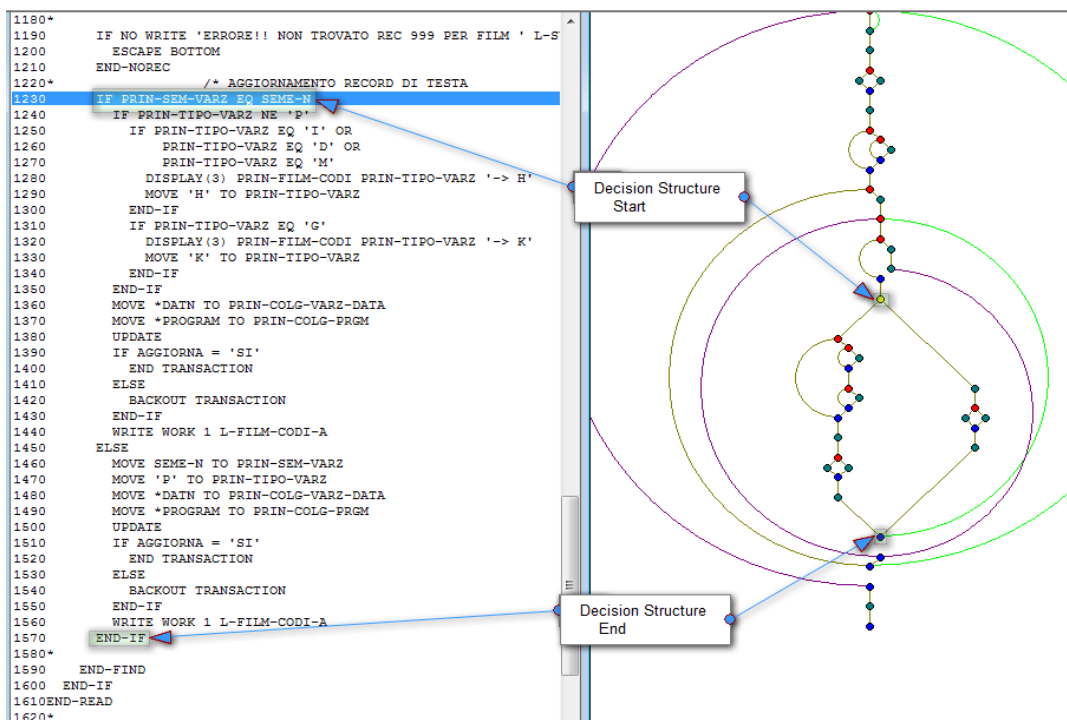 1180*
1190      IF NO WRITE 'ERRORE!! NON TROVATO REC 999 PER FILM ' L-S
1200        ESCAPE BOTTOM
1210      END-NOREC
1220*                  /* AGGIORNAMENTO RECORD DI TESTA
1230      IF PRIN-SEM-VARZ EQ SEME-N
1240        IF PRIN-TIPO-VARZ NE 'P'
1250          IF PRIN-TIPO-VARZ EQ 'I' OR
1260              PRIN-TIPO-VARZ EQ 'D' OR
1270              PRIN-TIPO-VARZ EQ 'M'
1280            DISPLAY(3) PRIN-FILM-CODI PRIN-TIPO-VARZ '-> H'
1290            MOVE 'H' TO PRIN-TIPO-VARZ
1300          END-IF
1310          IF PRIN-TIPO-VARZ EQ 'G'
1320            DISPLAY(3) PRIN-FILM-CODI PRIN-TIPO-VARZ '-> K'
1330            MOVE 'K' TO PRIN-TIPO-VARZ
1340          END-IF
1350        END-IF
1360        MOVE *DATN TO PRIN-COLG-VARZ-DATA
1370        MOVE *PROGRAM TO PRIN-COLG-PRGM
1380        UPDATE
1390        IF AGGIORNA = 'SI'
1400          END TRANSACTION
1410        ELSE
1420          BACKOUT TRANSACTION
1430        END-IF
1440        WRITE WORK 1 L-FILM-CODI-A
1450      ELSE
1460        MOVE SEME-N TO PRIN-SEM-VARZ
1470        MOVE 'P' TO PRIN-TIPO-VARZ
1480        MOVE *DATN TO PRIN-COLG-VARZ-DATA
1490        MOVE *PROGRAM TO PRIN-COLG-PRGM
1500        UPDATE
1510        IF AGGIORNA = 'SI'
1520          END TRANSACTION
1530        ELSE
1540          BACKOUT TRANSACTION
1550        END-IF
1560        WRITE WORK 1 L-FILM-CODI-A
1570      END-IF
1580*
1590    END-FIND
1600  END-IF
1610END-READ
1620*
Decision Structure
Start
Decision Structure
End